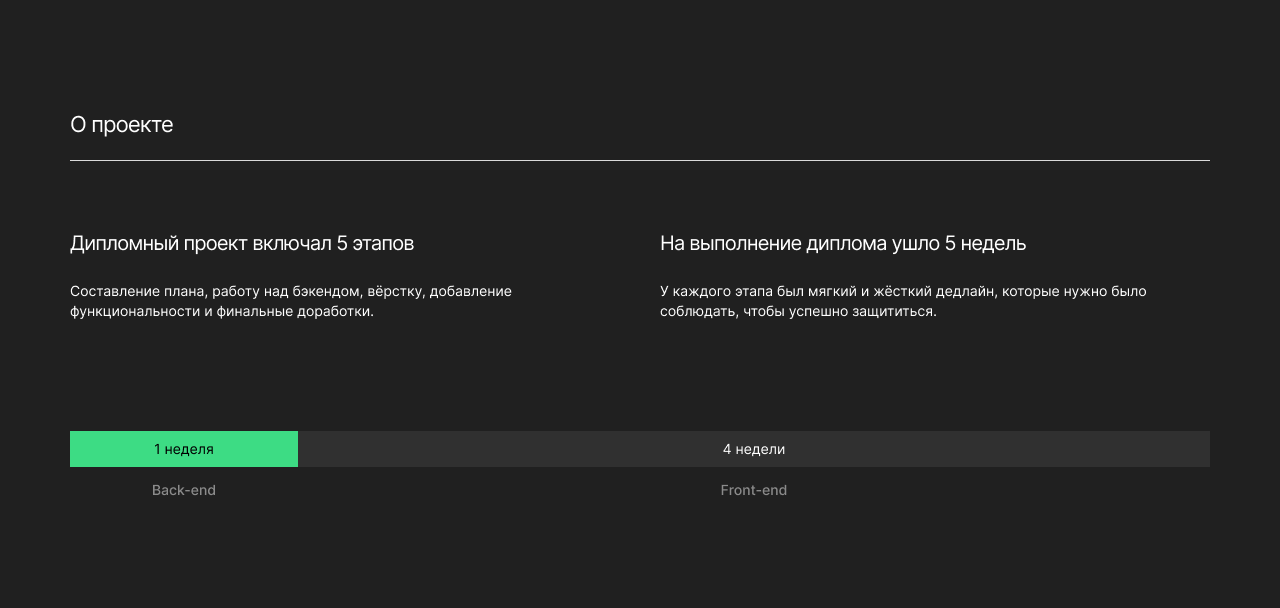 О проекте
Дипломный проект включал 5 этапов
Составление плана, работу над бэкендом, вёрстку, добавление
функциональности и финальные доработки.
На выполнение диплома ушло 5 недель
У каждого этапа был мягкий и жёсткий дедлайн, которые нужно было
соблюдать, чтобы успешно защититься.
1 неделя
4 недели
Back-end
Front-end